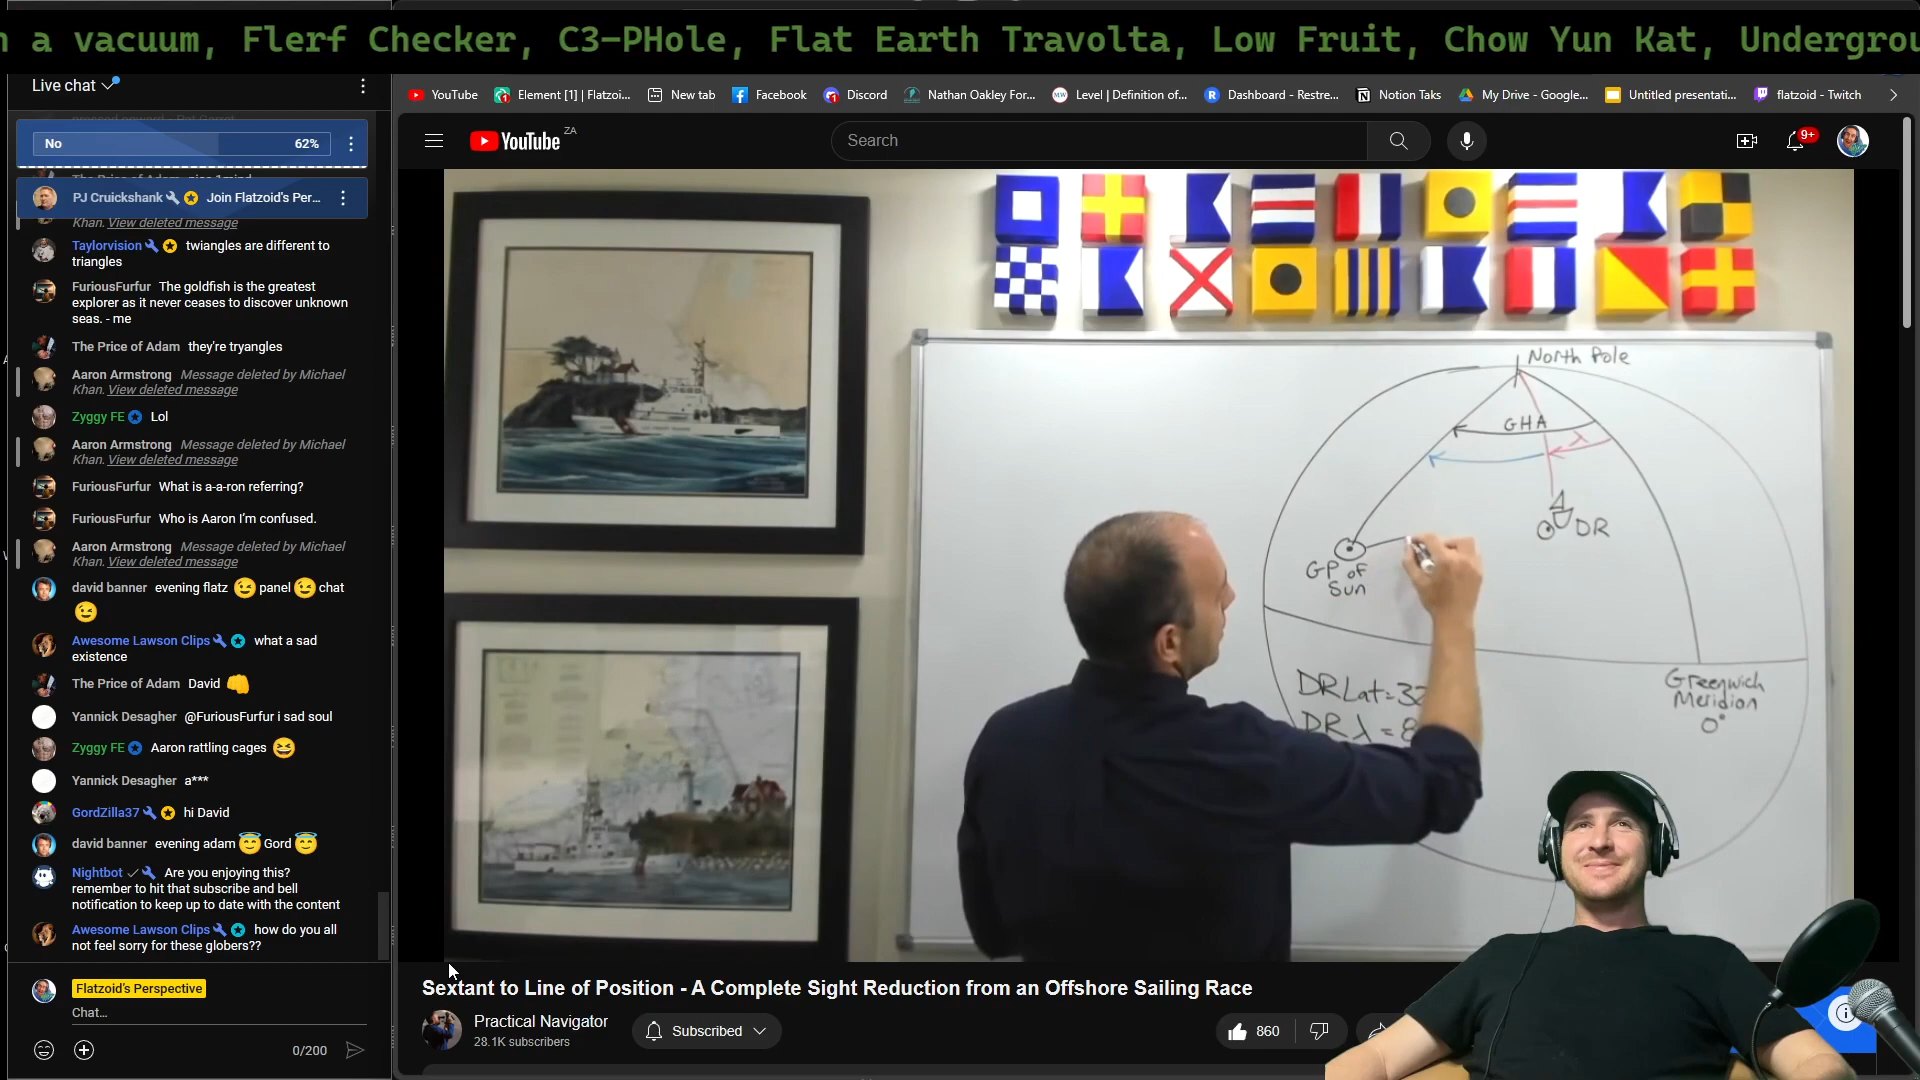 n a vacuum, Flerf Checker, C3-PHole, Flat Earth Travolta, Low Fruit, Chow Yun Kat, Undergrou
Live chat
No 62%
PJ Cruickshank Join Flatzoid's Per...
Khan. View deleted message
Taylorvision twiangles are different to
triangles
FuriousFurfur The goldfish is the greatest
explorer as it never ceases to discover unknown
seas. - me
The Price of Adam they're tryangles
Aaron Armstrong Message deleted by Michael
Khan. View deleted message
Zyggy FE Lol
Aaron Armstrong Message deleted by Michael
Khan. View deleted message
FuriousFurfur What is a-a-ron referring?
FuriousFurfur Who is Aaron I'm confused.
Aaron Armstrong Message deleted by Michael
Khan. View deleted message
david banner evening flatz 😉 panel 😉 chat
😉
Awesome Lawson Clips what a sad
existence
The Price of Adam David 👊
Yannick Desagher @FuriousFurfur i sad soul
Zyggy FE Aaron rattling cages 😆
Yannick Desagher a***
GordZilla37 hi David
david banner evening adam 😇 Gord 😇
Nightbot Are you enjoying this?
remember to hit that subscribe and bell
notification to keep up to date with the content
Awesome Lawson Clips how do you all
not feel sorry for these globers??
Flatzoid's Perspective
Chat...
0/200
YouTube Element [1] | Flatzoi... New tab Facebook Discord Nathan Oakley For... Level | Definition of... Dashboard - Restre... Notion Taks My Drive - Google... Untitled presentati... flatzoid - Twitch
YouTube ZA
Search
9+
North Pole
GHA
λ
DR
GP of
Sun
DR Lat = 32
DR λ = 8
Greenwich
Meridion
0°
Sextant to Line of Position - A Complete Sight Reduction from an Offshore Sailing Race
Practical Navigator
28.1K subscribers
Subscribed
860